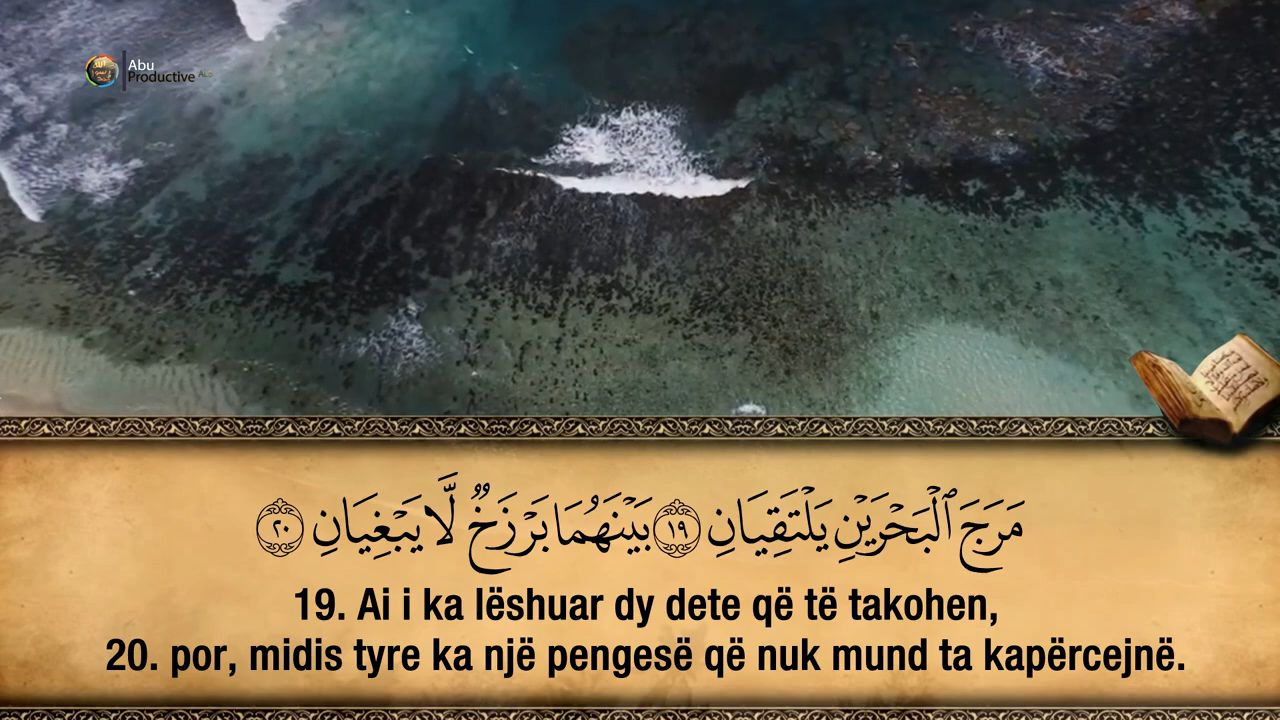 Abu
Productive ALB
مَرَجَ ٱلْبَحْرَيْنِ يَلْتَقِيَانِ ١٩ بَيْنَهُمَا بَرْزَخٌ لَّا يَبْغِيَانِ ٢٠
19. Ai i ka lëshuar dy dete që të takohen,
20. por, midis tyre ka një pengesë që nuk mund ta kapërcejnë.